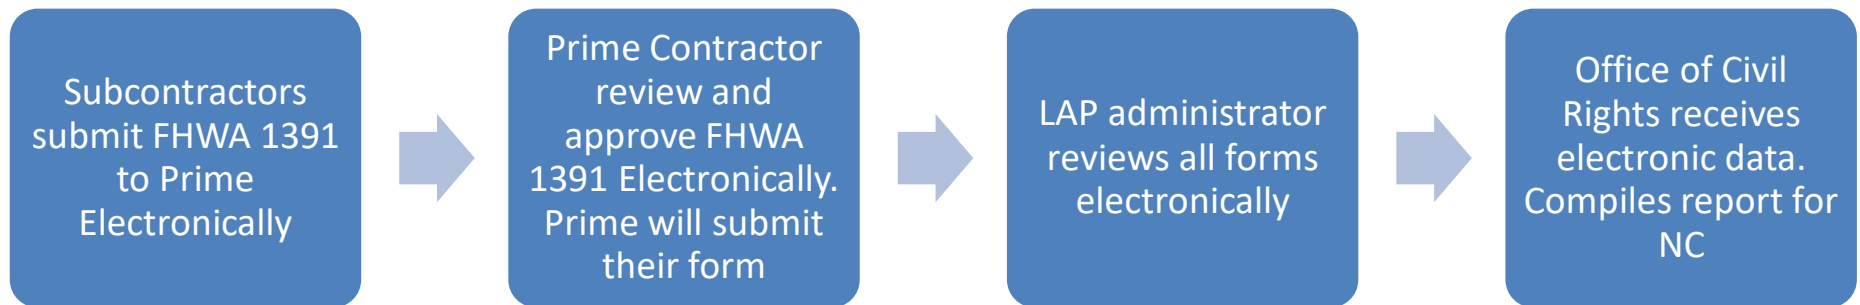 Subcontractors
submit FHWA 1391
to Prime
Electronically
Prime Contractor
review and
approve FHWA
1391 Electronically.
Prime will submit
their form
LAP administrator
reviews all forms
electronically
Office of Civil
Rights receives
electronic data.
Compiles report for
NC